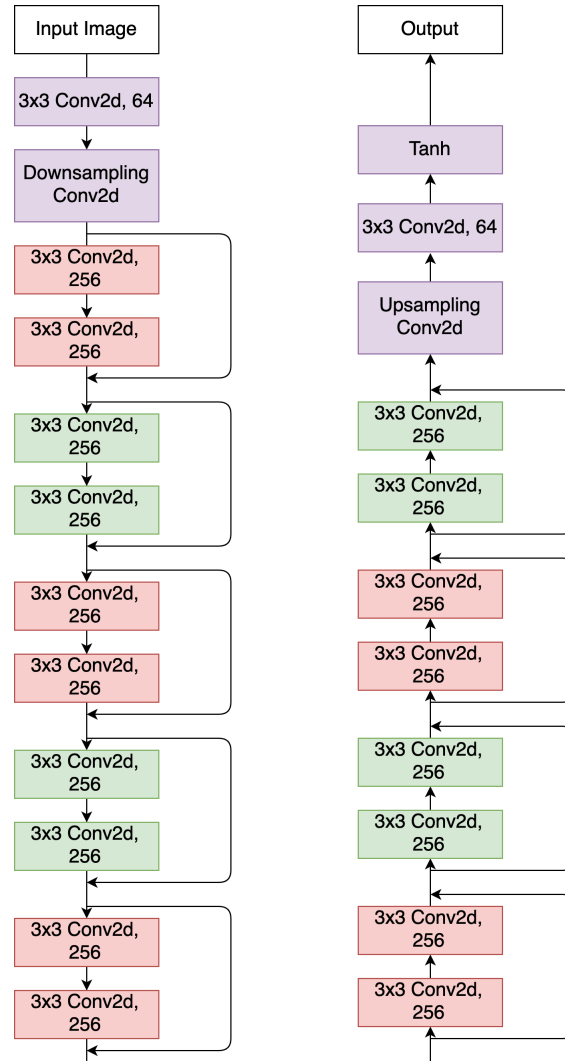 Input Image
3x3 Conv2d, 64
Downsampling
Conv2d
3x3 Conv2d,
256
3x3 Conv2d,
256
3x3 Conv2d,
256
3x3 Conv2d,
256
3x3 Conv2d,
256
3x3 Conv2d,
256
3x3 Conv2d,
256
3x3 Conv2d,
256
3x3 Conv2d,
256
3x3 Conv2d,
256
Output
Tanh
3x3 Conv2d, 64
Upsampling
Conv2d
3x3 Conv2d,
256
3x3 Conv2d,
256
3x3 Conv2d,
256
3x3 Conv2d,
256
3x3 Conv2d,
256
3x3 Conv2d,
256
3x3 Conv2d,
256
3x3 Conv2d,
256